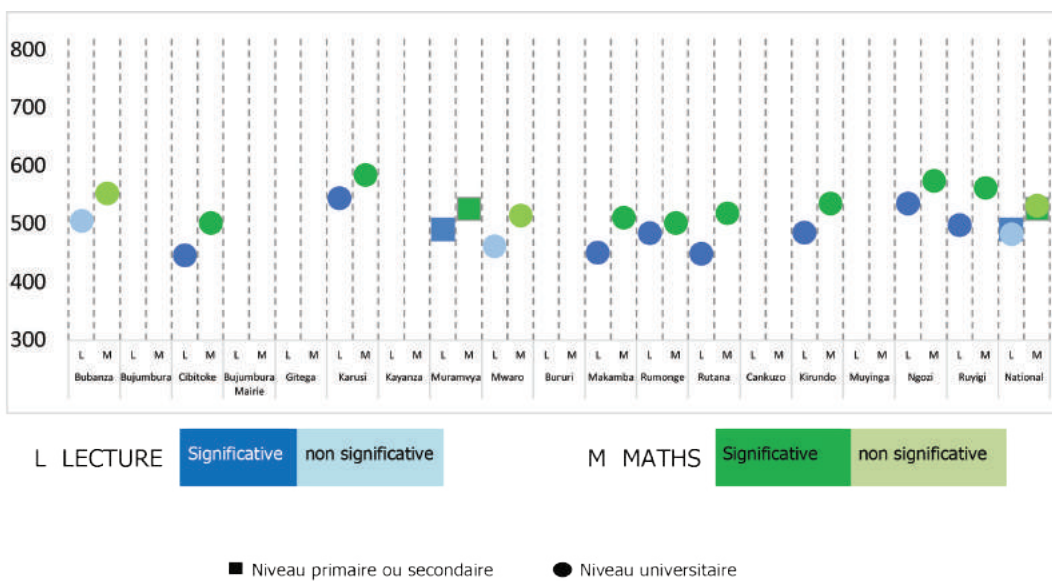 800
700
600
500
400
300
L M L M L M L M L M L M L M L M L M L M L M L M L M L M L M L M L M L M L M
Bubanza Bujumbura Cibitoke Bujumbura Mairie Gitega Karusi Kayanza Muramvya Mwaro Bururi Makamba Rumonge Rutana Cankuzo Kirundo Muyinga Ngozi Ruyigi National
L LECTURE Significative non significative M MATHS Significative non significative
Niveau primaire ou secondaire Niveau universitaire